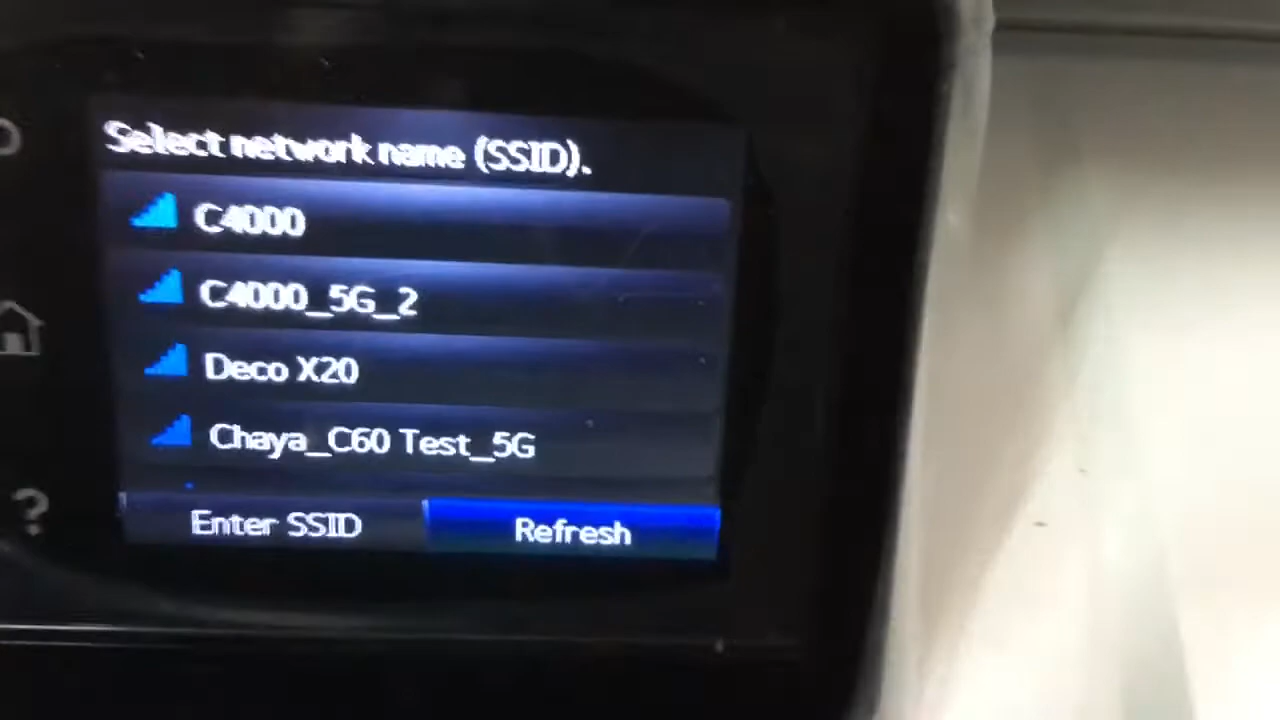 Select network name (SSID).
C4000
C4000_5G_2
Deco X20
Chaya_C60 Test_5G
Enter SSID
Refresh
?